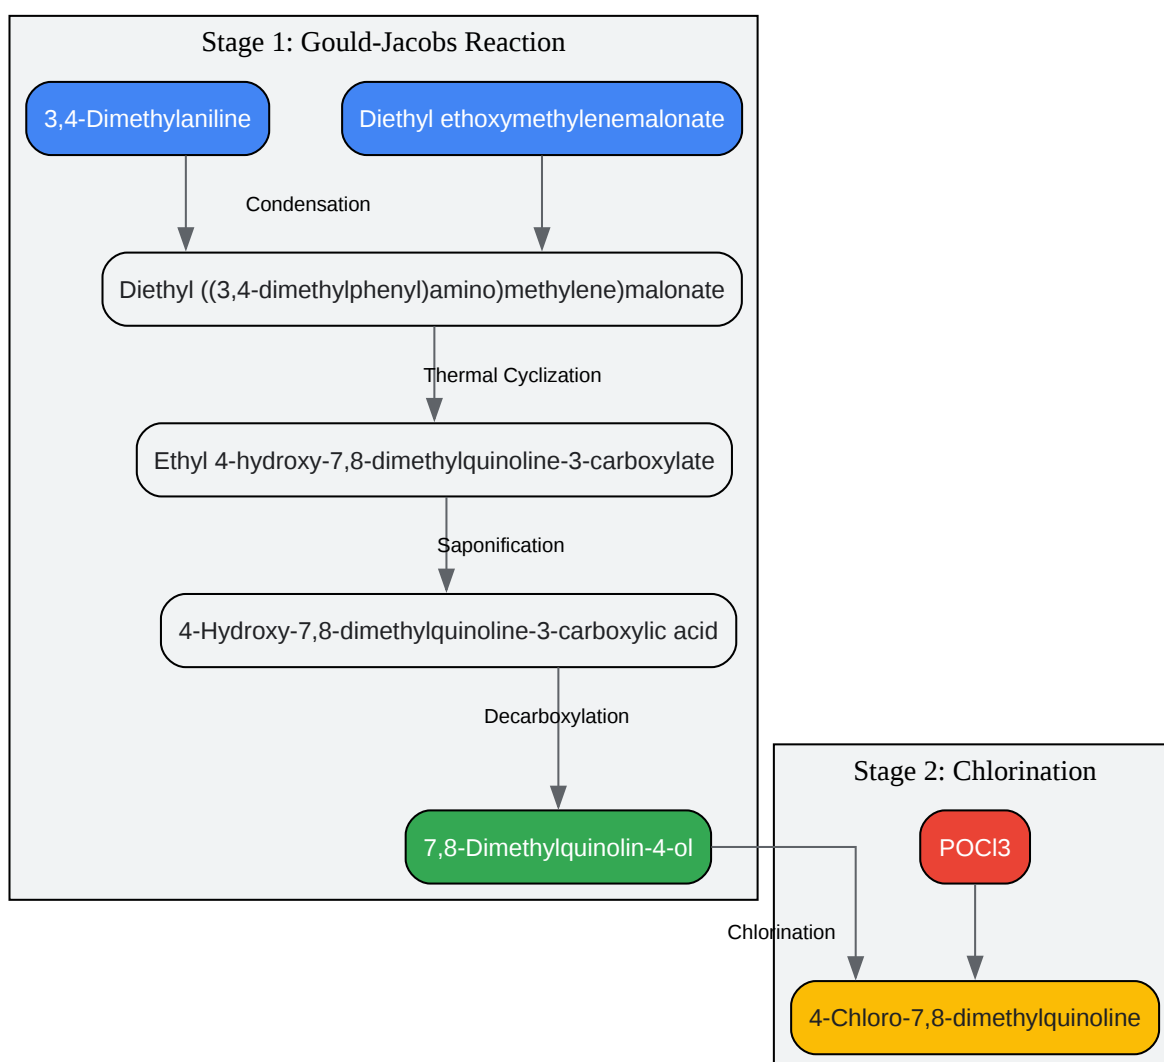 Stage 1: Gould-Jacobs Reaction
3,4-Dimethylaniline
Diethyl ethoxymethylenemalonate
Condensation
Diethyl ((3,4-dimethylphenyl)amino)methylene)malonate
Thermal Cyclization
Ethyl 4-hydroxy-7,8-dimethylquinoline-3-carboxylate
Saponification
4-Hydroxy-7,8-dimethylquinoline-3-carboxylic acid
Decarboxylation
7,8-Dimethylquinolin-4-ol
Stage 2: Chlorination
POCl3
Chlorination
4-Chloro-7,8-dimethylquinoline